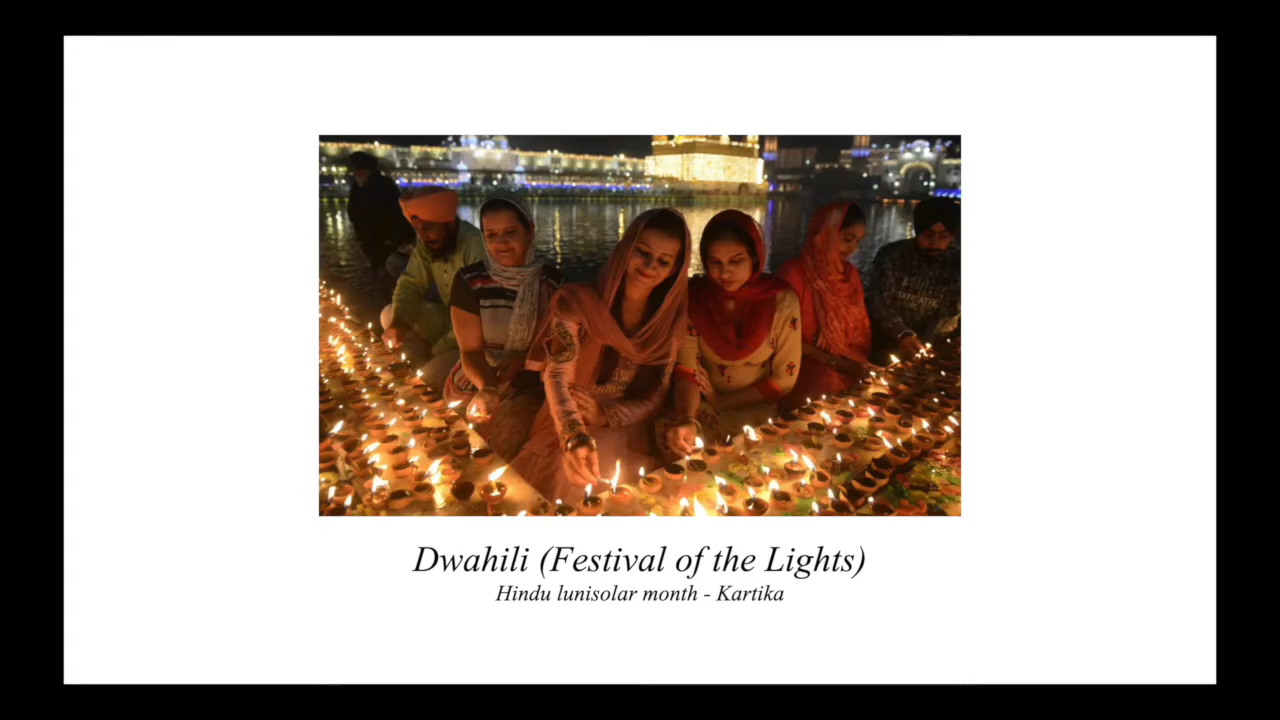 Dwahili (Festival of the Lights)
Hindu lunisolar month - Kartika